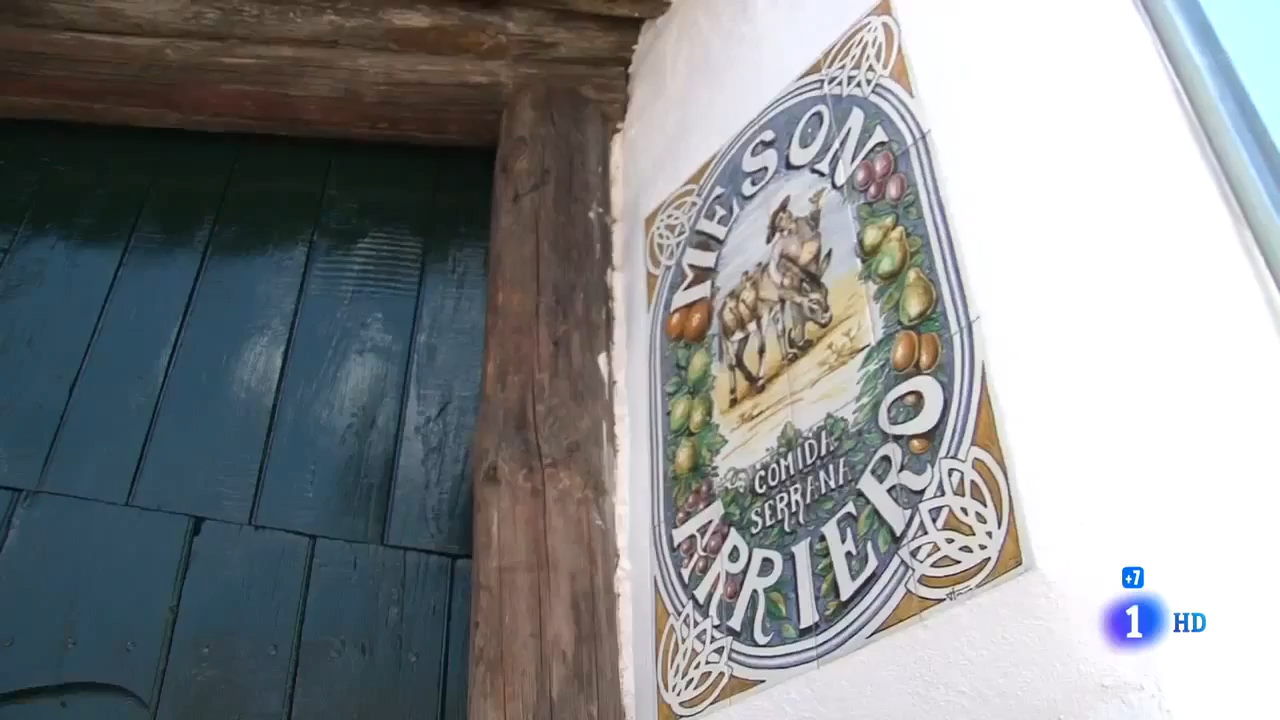 MESON
COMIDA
SERRANA
ARRIERO
+7
1 HD